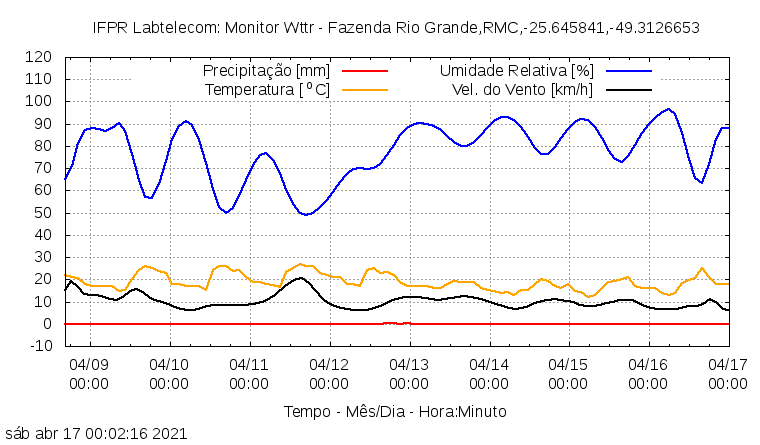 IFPR Labtelecom: Monitor Wttr - Fazenda Rio Grande,RMC,-25.645841,-49.3126653
Precipitação [mm]
Temperatura [ºC]
Umidade Relativa [%]
Vel. do Vento [km/h]
120
110
100
90
80
70
60
50
40
30
20
10
0
-10
04/09 04/10 04/11 04/12 04/13 04/14 04/15 04/16 04/17
00:00 00:00 00:00 00:00 00:00 00:00 00:00 00:00 00:00
Tempo - Mês/Dia - Hora:Minuto
sáb abr 17 00:02:16 2021